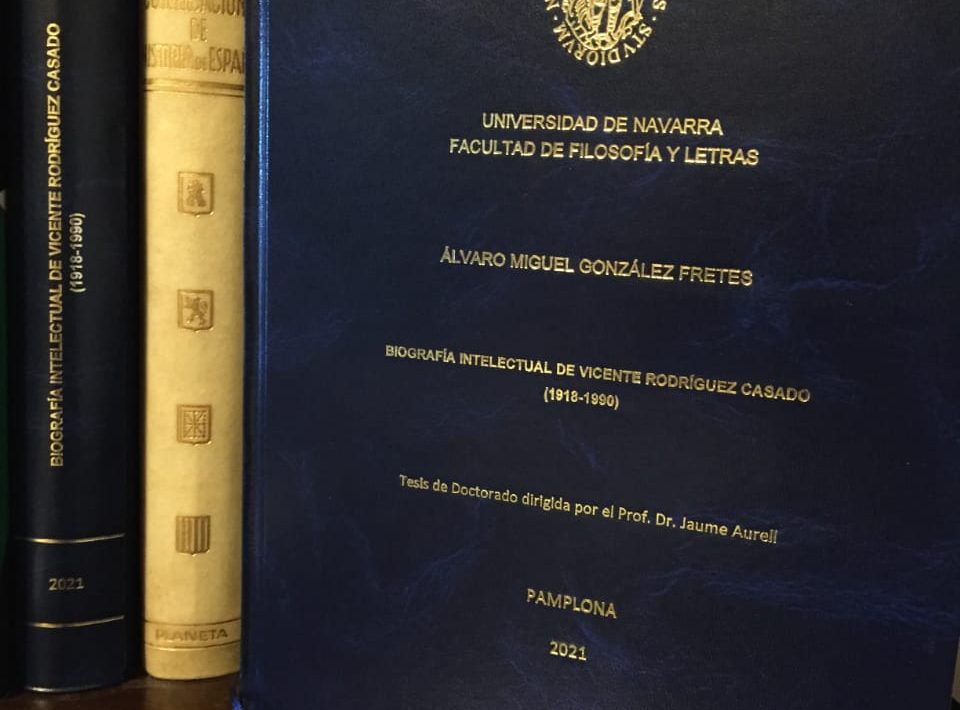 BIOGRAFÍA INTELECTUAL DE VICENTE RODRÍGUEZ CASADO
(1918-1990)
2021
DE
PLANETA
STVDIORVM
UNIVERSIDAD DE NAVARRA
FACULTAD DE FILOSOFÍA Y LETRAS
ÁLVARO MIGUEL GONZÁLEZ FRETES
BIOGRAFÍA INTELECTUAL DE VICENTE RODRÍGUEZ CASADO
(1918-1990)
Tesis de Doctorado dirigida por el Prof. Dr. Jaume Aurell
PAMPLONA
2021